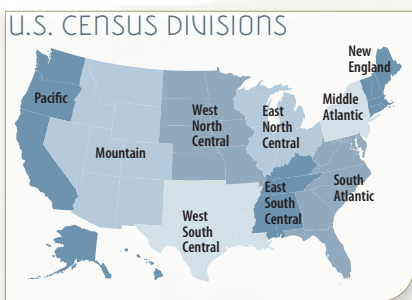 U.S. CENSUS DIVISIONS
New
England
Pacific
Middle
Atlantic
West
North
Central
East
North
Central
Mountain
South
Atlantic
East
South
Central
West
South
Central